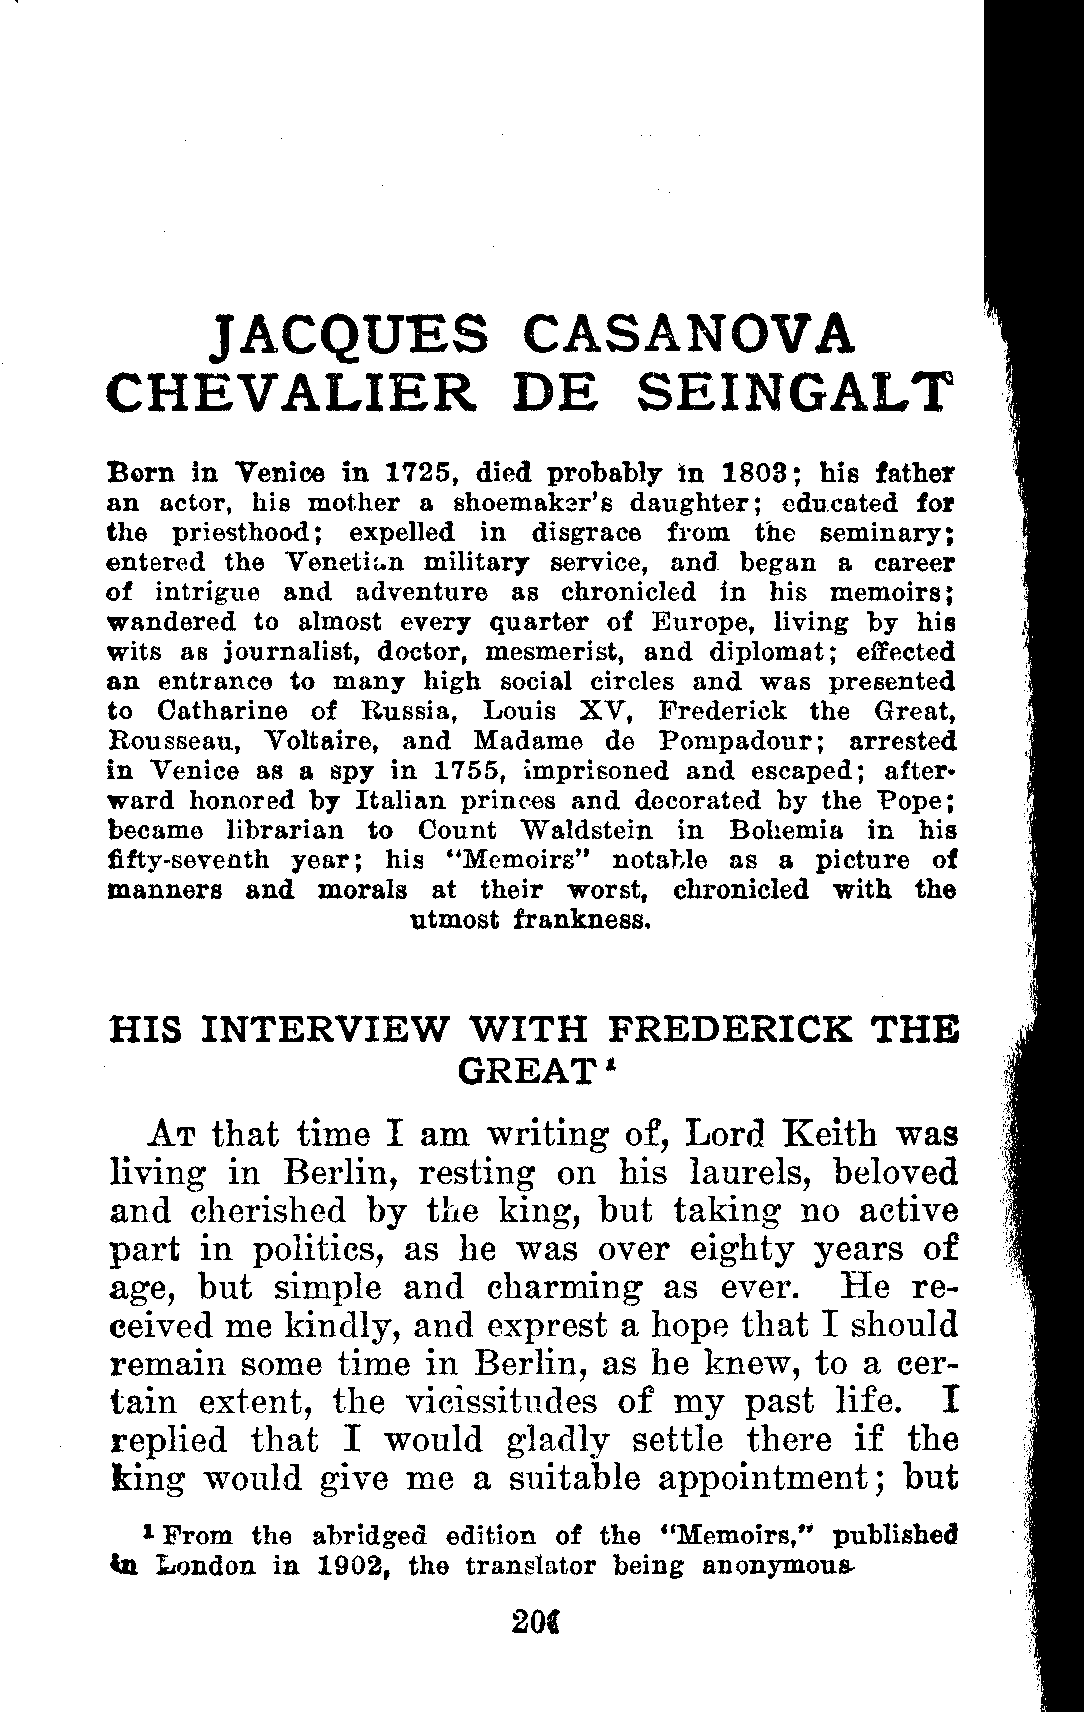 JACQUES CASANOVA
CHEVALIER DE SEINGALT
Born in Venice in 1725, died probably in 1803; his father
an actor, his mother a shoemaker's daughter; educated for
the priesthood; expelled in disgrace from the seminary;
entered the Venetian military service, and began a career
of intrigue and adventure as chronicled in his memoirs;
wandered to almost every quarter of Europe, living by his
wits as journalist, doctor, mesmerist, and diplomat; effected
an entrance to many high social circles and was presented
to Catharine of Russia, Louis XV, Frederick the Great,
Rousseau, Voltaire, and Madame de Pompadour; arrested
in Venice as a spy in 1755, imprisoned and escaped; after-
ward honored by Italian princes and decorated by the Pope;
became librarian to Count Waldstein in Bohemia in his
fifty-seventh year; his "Memoirs" notable as a picture of
manners and morals at their worst, chronicled with the
utmost frankness.
HIS INTERVIEW WITH FREDERICK THE
GREAT¹
At that time I am writing of, Lord Keith was
living in Berlin, resting on his laurels, beloved
and cherished by the king, but taking no active
part in politics, as he was over eighty years of
age, but simple and charming as ever. He re-
ceived me kindly, and exprest a hope that I should
remain some time in Berlin, as he knew, to a cer-
tain extent, the vicissitudes of my past life. I
replied that I would gladly settle there if the
king would give me a suitable appointment; but
¹ From the abridged edition of the "Memoirs," published
in London in 1902, the translator being anonymous.